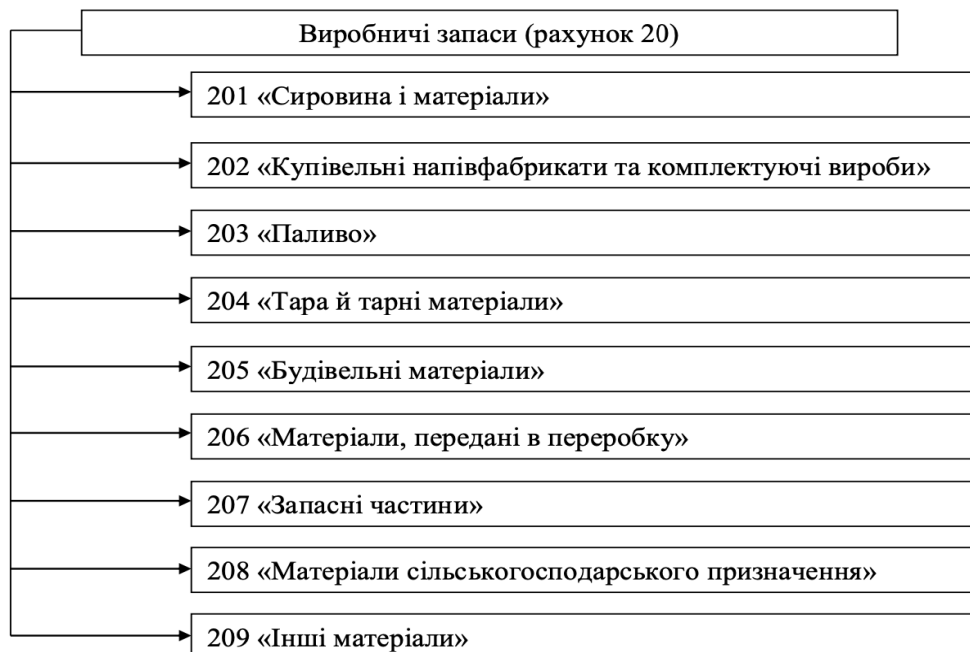 Виробничі запаси (рахунок 20)
201 «Сировина і матеріали»
202 «Купівельні напівфабрикати та комплектуючі вироби»
203 «Паливо»
204 «Тара й тарні матеріали»
205 «Будівельні матеріали»
206 «Матеріали, передані в переробку»
207 «Запасні частини»
208 «Матеріали сільськогосподарського призначення»
209 «Інші матеріали»